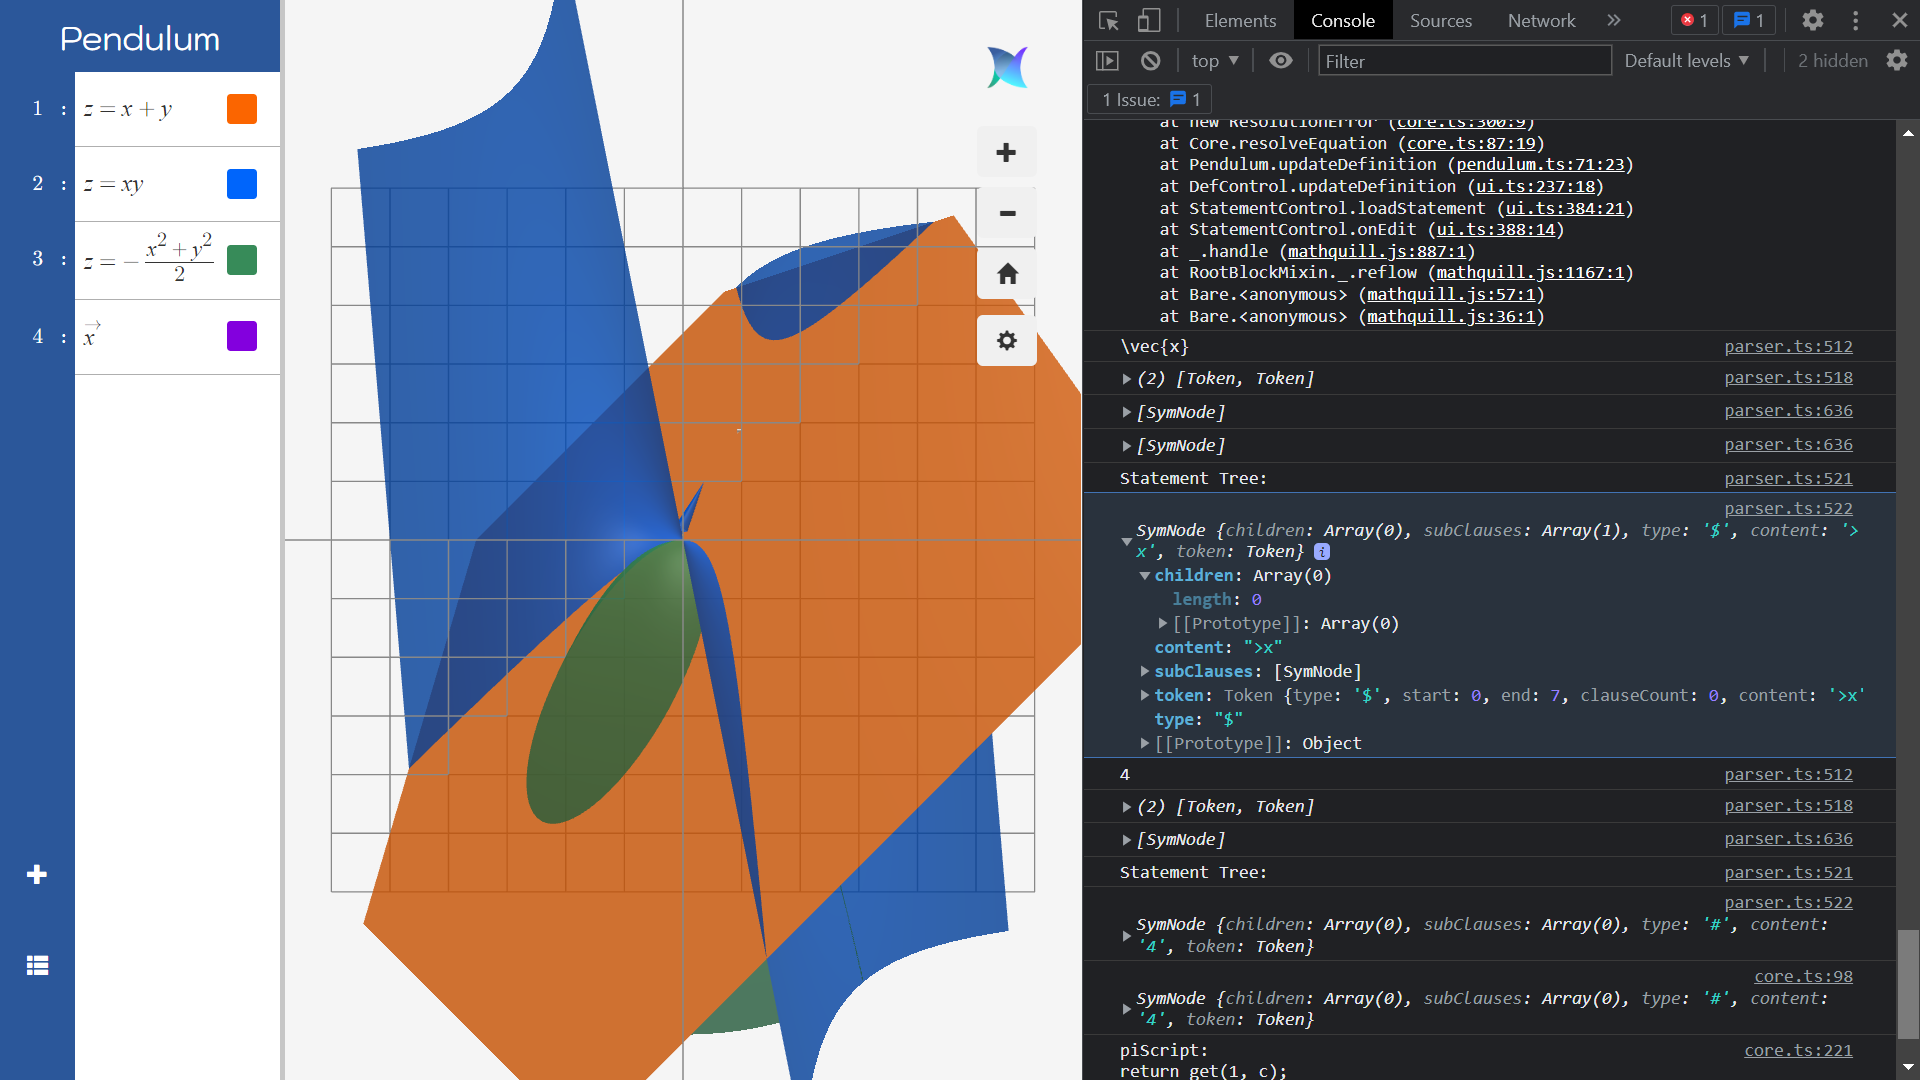 Pendulum
1 : z = x + y
2 : z = xy
3 : z = − x² + y² / 2
4 : x⃗
Elements
Console
Sources
Network
1
1
top ▼
Filter
Default levels ▼
2 hidden
1 Issue: 1
at new ResolutionError (core.ts:300:9)
at Core.resolveEquation (core.ts:87:19)
at Pendulum.updateDefinition (pendulum.ts:71:23)
at DefControl.updateDefinition (ui.ts:237:18)
at StatementControl.loadStatement (ui.ts:384:21)
at StatementControl.onEdit (ui.ts:388:14)
at _.handle (mathquill.js:887:1)
at RootBlockMixin._.reflow (mathquill.js:1167:1)
at Bare.<anonymous> (mathquill.js:57:1)
at Bare.<anonymous> (mathquill.js:36:1)
\vec{x} parser.ts:512
▶ (2) [Token, Token] parser.ts:518
▶ [SymNode] parser.ts:636
▶ [SymNode] parser.ts:636
Statement Tree: parser.ts:521
parser.ts:522
SymNode {children: Array(0), subClauses: Array(1), type: '$', content: '>
x', token: Token} i
▼ children: Array(0)
length: 0
▶ [[Prototype]]: Array(0)
content: ">x"
▶ subClauses: [SymNode]
▶ token: Token {type: '$', start: 0, end: 7, clauseCount: 0, content: '>x'
type: "$"
▶ [[Prototype]]: Object
4 parser.ts:512
▶ (2) [Token, Token] parser.ts:518
▶ [SymNode] parser.ts:636
Statement Tree: parser.ts:521
parser.ts:522
SymNode {children: Array(0), subClauses: Array(0), type: '#', content:
'4', token: Token}
core.ts:98
SymNode {children: Array(0), subClauses: Array(0), type: '#', content:
'4', token: Token}
piScript: core.ts:221
return get(1, c);